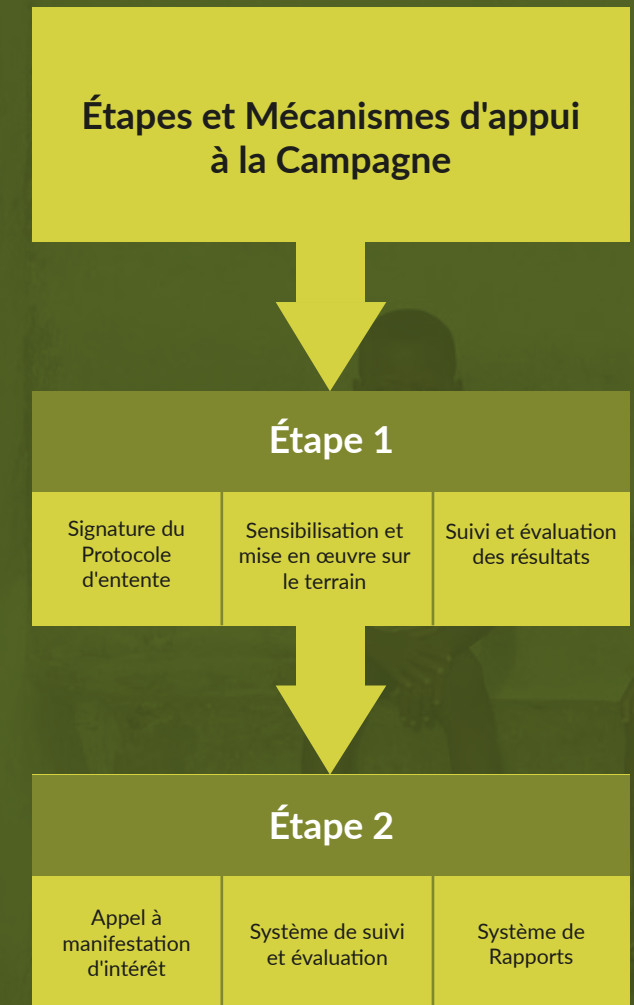 Étapes et Mécanismes d'appui
à la Campagne
Étape 1
Signature du
Protocole
d'entente
Sensibilisation et
mise en œuvre sur
le terrain
Suivi et évaluation
des résultats
Étape 2
Appel à
manifestation
d'intérêt
Système de suivi
et évaluation
Système de
Rapports